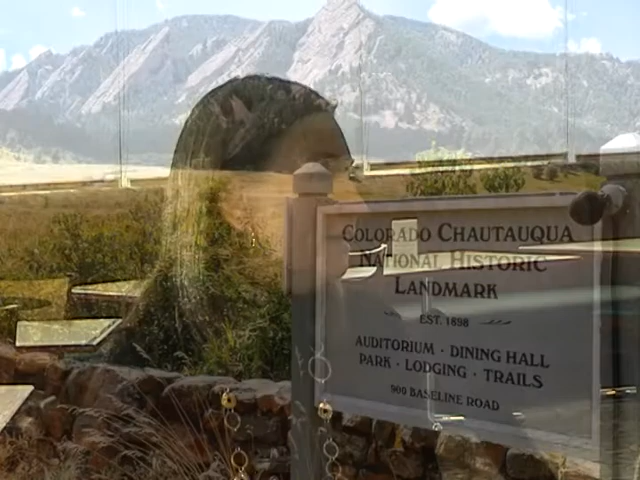 Colorado Chautauqua
National Historic
Landmark
EST. 1898
AUDITORIUM · DINING HALL
PARK · LODGING · TRAILS
900 BASELINE ROAD